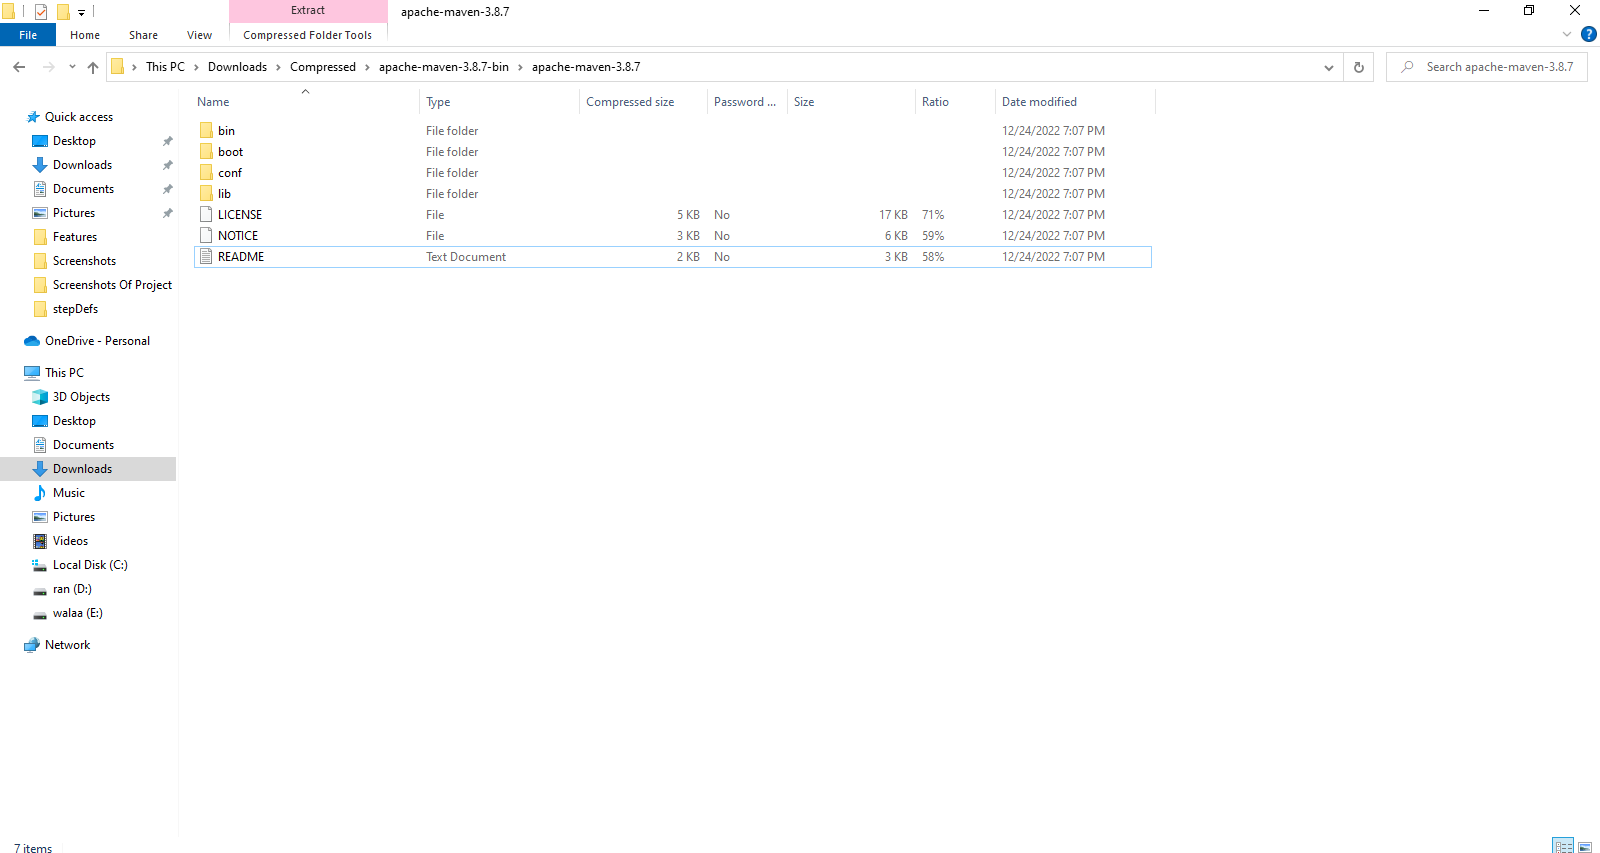 Extract
apache-maven-3.8.7
File Home Share View Compressed Folder Tools
This PC Downloads Compressed apache-maven-3.8.7-bin apache-maven-3.8.7
Search apache-maven-3.8.7
Name Type Compressed size Password ... Size Ratio Date modified
bin File folder 12/24/2022 7:07 PM
boot File folder 12/24/2022 7:07 PM
conf File folder 12/24/2022 7:07 PM
lib File folder 12/24/2022 7:07 PM
LICENSE File 5 KB No 17 KB 71% 12/24/2022 7:07 PM
NOTICE File 3 KB No 6 KB 59% 12/24/2022 7:07 PM
README Text Document 2 KB No 3 KB 58% 12/24/2022 7:07 PM
Quick access
Desktop
Downloads
Documents
Pictures
Features
Screenshots
Screenshots Of Project
stepDefs
OneDrive - Personal
This PC
3D Objects
Desktop
Documents
Downloads
Music
Pictures
Videos
Local Disk (C:)
ran (D:)
walaa (E:)
Network
7 items